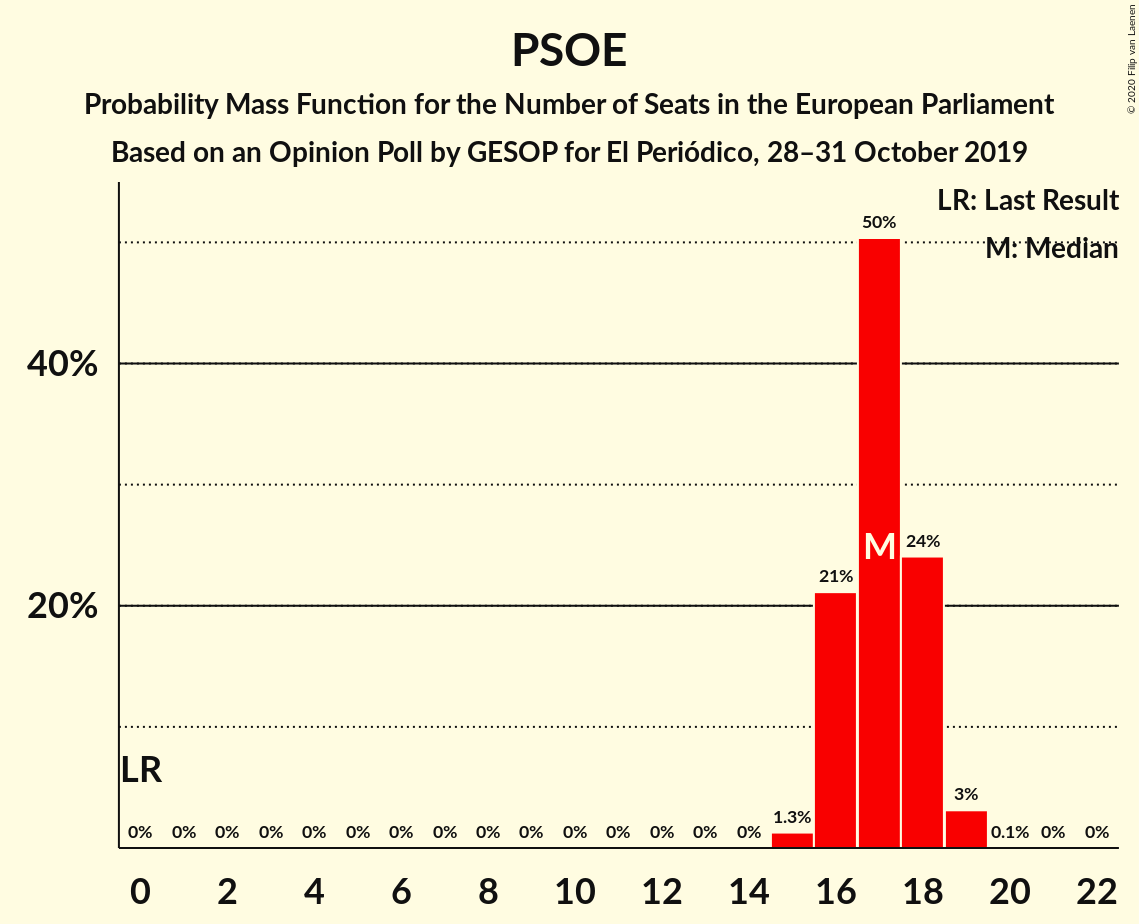 PSOE
Probability Mass Function for the Number of Seats in the European Parliament
Based on an Opinion Poll by GESOP for El Periódico, 28–31 October 2019
© 2020 Filip van Laenen
LR: Last Result
M: Median
50%
40%
M
24%
21%
20%
LR
3%
1.3%
0% 0% 0% 0% 0% 0% 0% 0% 0% 0% 0% 0% 0% 0% 0% 0.1% 0% 0%
0 2 4 6 8 10 12 14 16 18 20 22